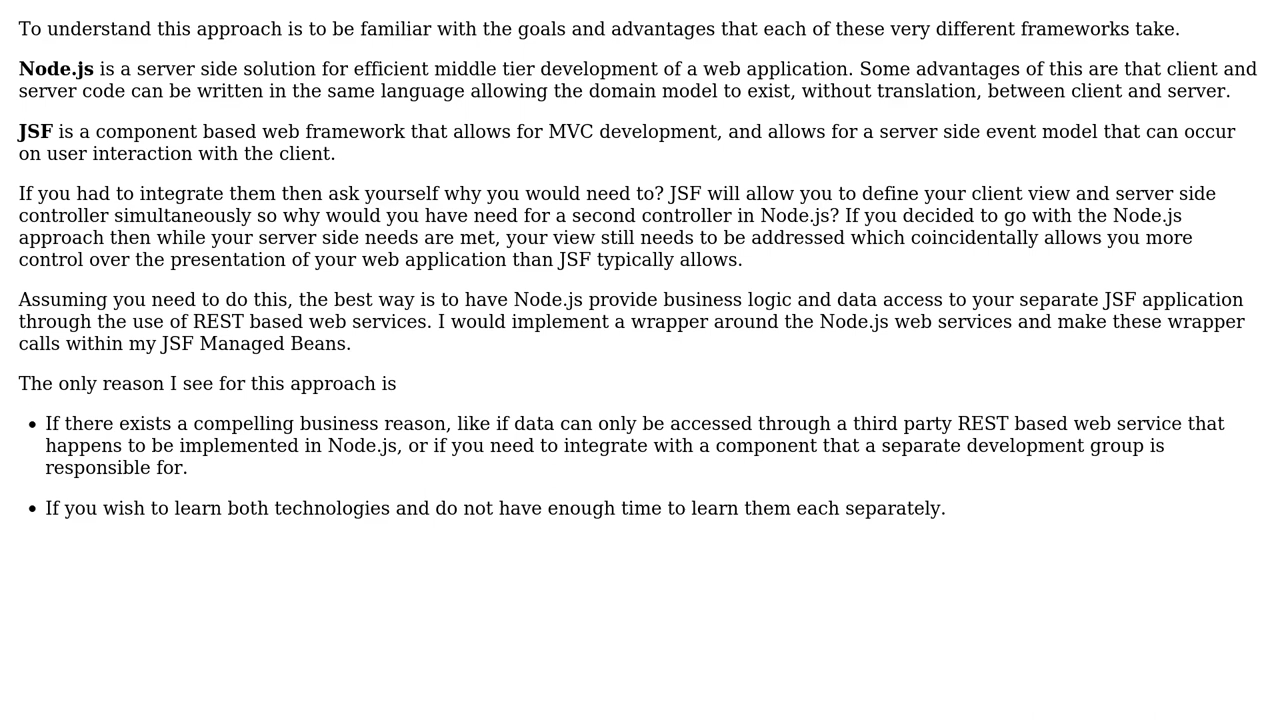 To understand this approach is to be familiar with the goals and advantages that each of these very different frameworks take.
Node.js is a server side solution for efficient middle tier development of a web application. Some advantages of this are that client and
server code can be written in the same language allowing the domain model to exist, without translation, between client and server.
JSF is a component based web framework that allows for MVC development, and allows for a server side event model that can occur
on user interaction with the client.
If you had to integrate them then ask yourself why you would need to? JSF will allow you to define your client view and server side
controller simultaneously so why would you have need for a second controller in Node.js? If you decided to go with the Node.js
approach then while your server side needs are met, your view still needs to be addressed which coincidentally allows you more
control over the presentation of your web application than JSF typically allows.
Assuming you need to do this, the best way is to have Node.js provide business logic and data access to your separate JSF application
through the use of REST based web services. I would implement a wrapper around the Node.js web services and make these wrapper
calls within my JSF Managed Beans.
The only reason I see for this approach is
• If there exists a compelling business reason, like if data can only be accessed through a third party REST based web service that
happens to be implemented in Node.js, or if you need to integrate with a component that a separate development group is
responsible for.
• If you wish to learn both technologies and do not have enough time to learn them each separately.